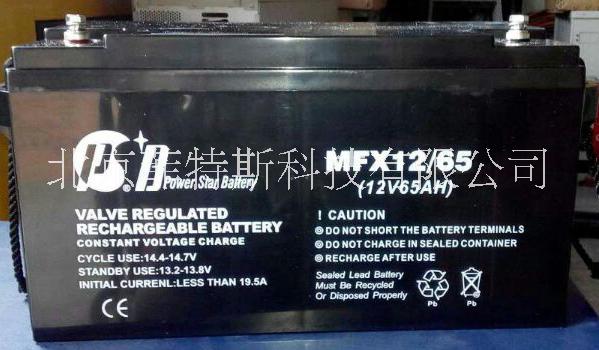 Power Star Battery
VALVE REGULATED
RECHARGEABLE BATTERY
CONSTANT VOLTAGE CHARGE
CYCLE USE:14.4-14.7V
STANDBY USE:13.2-13.8V
INITIAL CURRENL:LESS THAN 19.5A
CE
MFX12/65
(12V65AH)
! CAUTION
DO NOT SHORT THE BATTERY TERMINALS
DO NOT CHARGE IN SEALED CONTAINER
RECHARGE AFTER USE
Sealed Lead Battery
Must Be Recycled
Or Disposed Properly
Pb
Pb
北京菲特斯科技有限公司